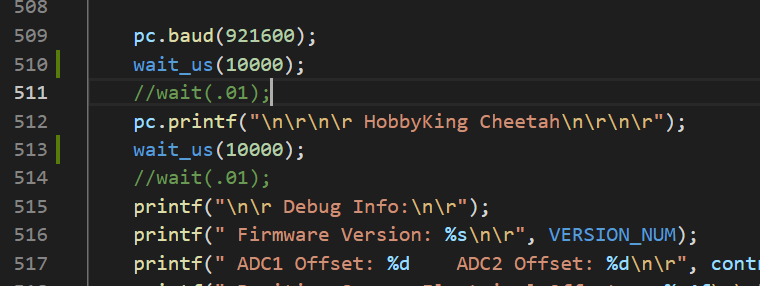 508
509 pc.baud(921600);
510 wait_us(10000);
511 //wait(.01);
512 pc.printf("\n\r\n\r HobbyKing Cheetah\n\r\n\r");
513 wait_us(10000);
514 //wait(.01);
515 printf("\n\r Debug Info:\n\r");
516 printf(" Firmware Version: %s\n\r", VERSION_NUM);
517 printf(" ADC1 Offset: %d    ADC2 Offset: %d\n\r", contr